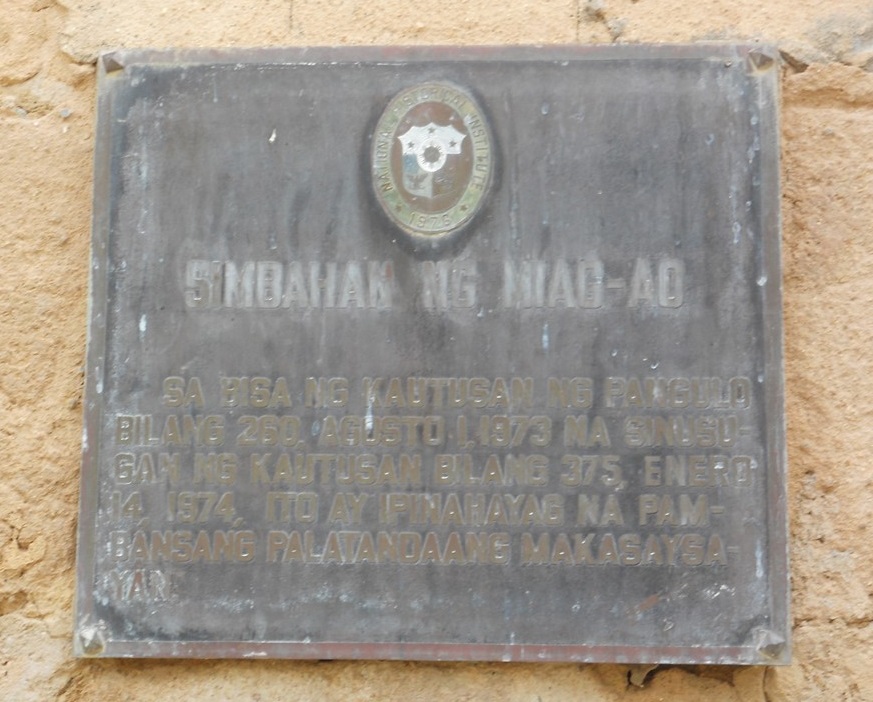 NATIONAL HISTORICAL INSTITUTE
1979
SIMBAHAN NG MIAG-AO
SA BISA NG KAUTUSAN NG PANGULO
BILANG 260, AGOSTO 1, 1973 NA SINUSU-
GAN NG KAUTUSAN BILANG 375, ENERO
14, 1974, ITO AY IPINAHAYAG NA PAM-
BANSANG PALATANDAANG MAKASAYSA-
YAN.